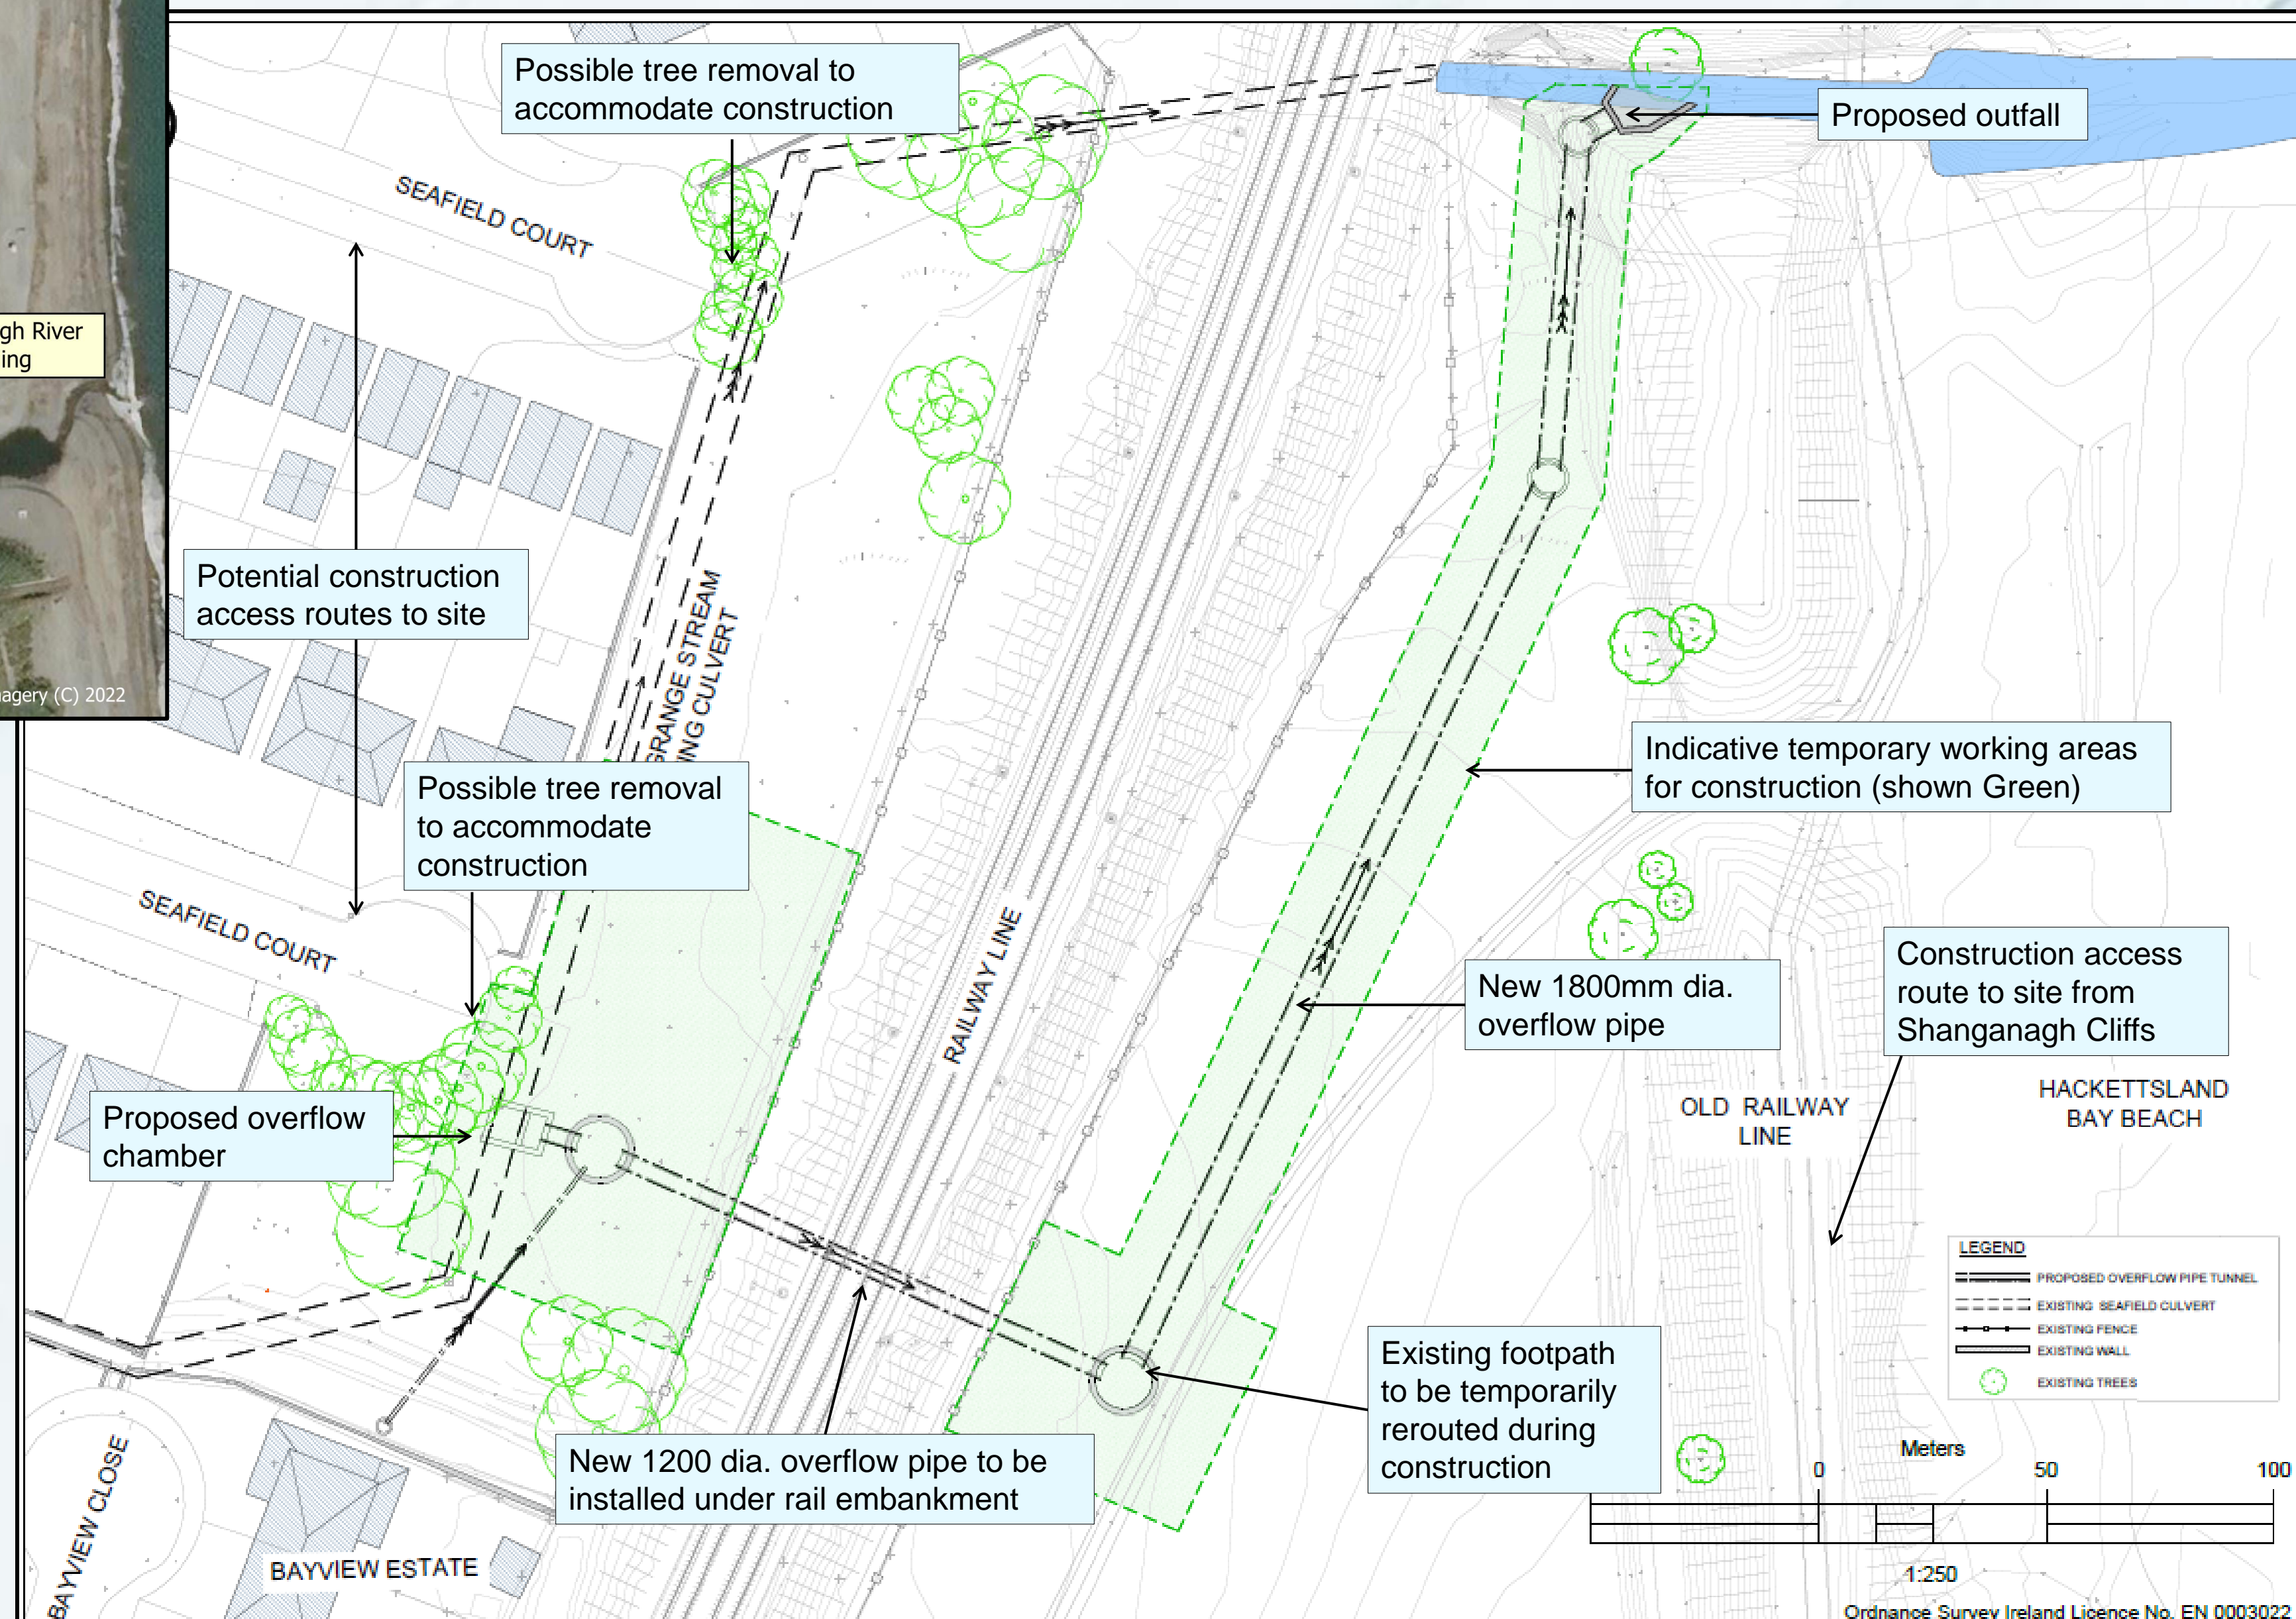 Possible tree removal to
accommodate construction
Proposed outfall
SEAFIELD COURT
gh River
ing
Potential construction
access routes to site
agery (C) 2022
GRANGE STREAM
ING CULVERT
Indicative temporary working areas
for construction (shown Green)
Possible tree removal
to accommodate
construction
SEAFIELD COURT
RAILWAY LINE
New 1800mm dia.
overflow pipe
Construction access
route to site from
Shanganagh Cliffs
Proposed overflow
chamber
OLD RAILWAY
LINE
HACKETTSLAND
BAY BEACH
LEGEND
PROPOSED OVERFLOW PIPE TUNNEL
EXISTING SEAFIELD CULVERT
EXISTING FENCE
EXISTING WALL
EXISTING TREES
Existing footpath
to be temporarily
rerouted during
construction
New 1200 dia. overflow pipe to be
installed under rail embankment
BAYVIEW CLOSE
BAYVIEW ESTATE
Meters
0 50 100
1:250
Ordnance Survey Ireland Licence No. EN 0003022